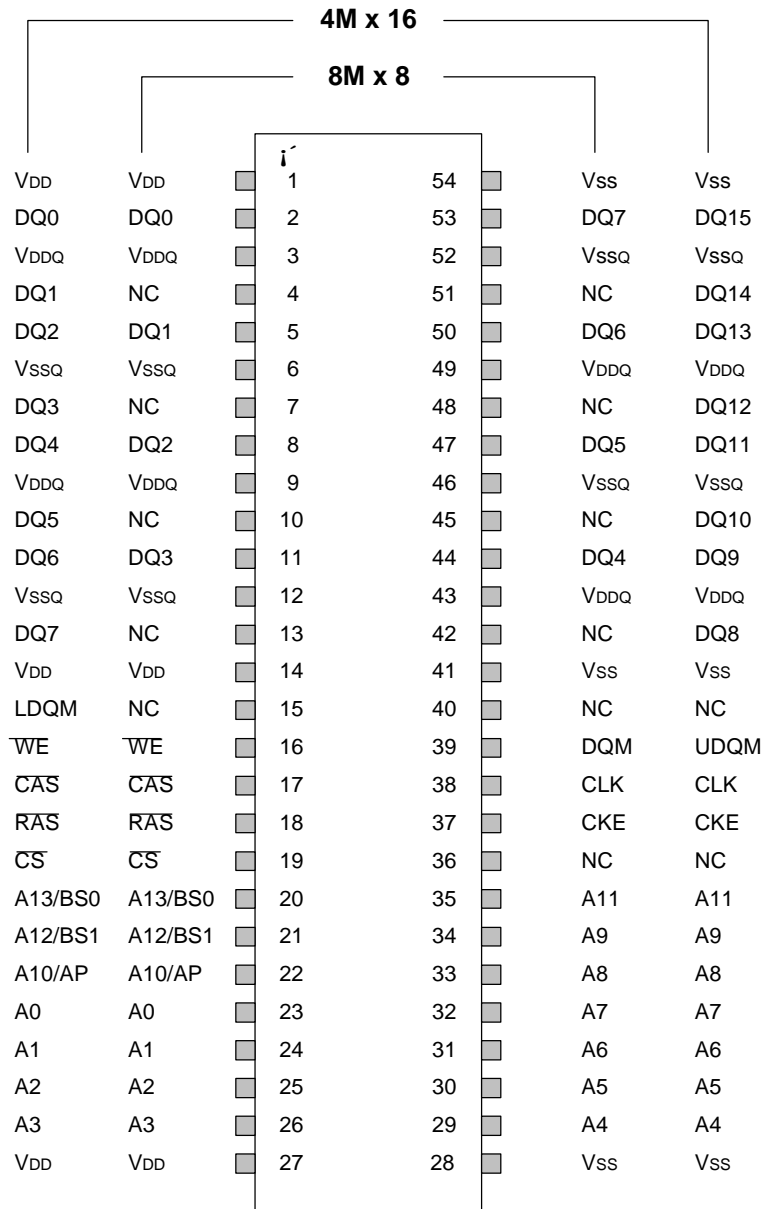 4M x 16
8M x 8
¡´
VDD VDD 1 54 VSS VSS
DQ0 DQ0 2 53 DQ7 DQ15
VDDQ VDDQ 3 52 VSSQ VSSQ
DQ1 NC 4 51 NC DQ14
DQ2 DQ1 5 50 DQ6 DQ13
VSSQ VSSQ 6 49 VDDQ VDDQ
DQ3 NC 7 48 NC DQ12
DQ4 DQ2 8 47 DQ5 DQ11
VDDQ VDDQ 9 46 VSSQ VSSQ
DQ5 NC 10 45 NC DQ10
DQ6 DQ3 11 44 DQ4 DQ9
VSSQ VSSQ 12 43 VDDQ VDDQ
DQ7 NC 13 42 NC DQ8
VDD VDD 14 41 VSS VSS
LDQM NC 15 40 NC NC
W̅E̅ W̅E̅ 16 39 DQM UDQM
C̅A̅S̅ C̅A̅S̅ 17 38 CLK CLK
R̅A̅S̅ R̅A̅S̅ 18 37 CKE CKE
C̅S̅ C̅S̅ 19 36 NC NC
A13/BS0 A13/BS0 20 35 A11 A11
A12/BS1 A12/BS1 21 34 A9 A9
A10/AP A10/AP 22 33 A8 A8
A0 A0 23 32 A7 A7
A1 A1 24 31 A6 A6
A2 A2 25 30 A5 A5
A3 A3 26 29 A4 A4
VDD VDD 27 28 VSS VSS